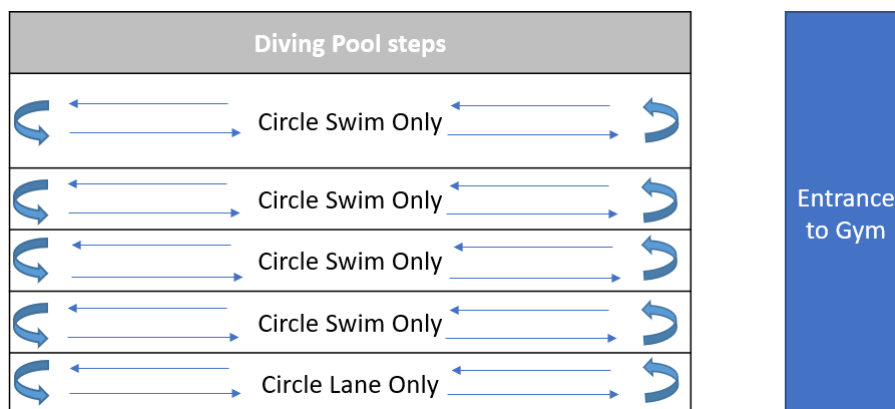 Diving Pool steps
Circle Swim Only
Circle Swim Only
Circle Swim Only
Circle Swim Only
Circle Lane Only
Entrance
to Gym